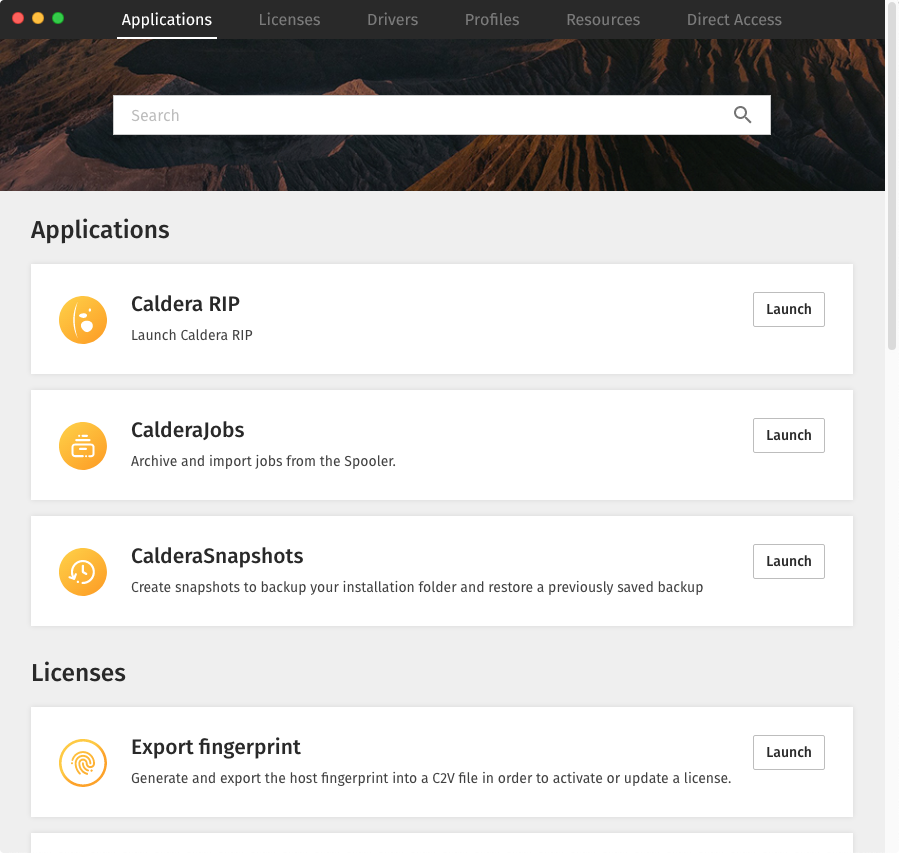 Applications Licenses Drivers Profiles Resources Direct Access
Search
Applications
Caldera RIP
Launch
Launch Caldera RIP
CalderaJobs
Launch
Archive and import jobs from the Spooler.
CalderaSnapshots
Launch
Create snapshots to backup your installation folder and restore a previously saved backup
Licenses
Export fingerprint
Launch
Generate and export the host fingerprint into a C2V file in order to activate or update a license.